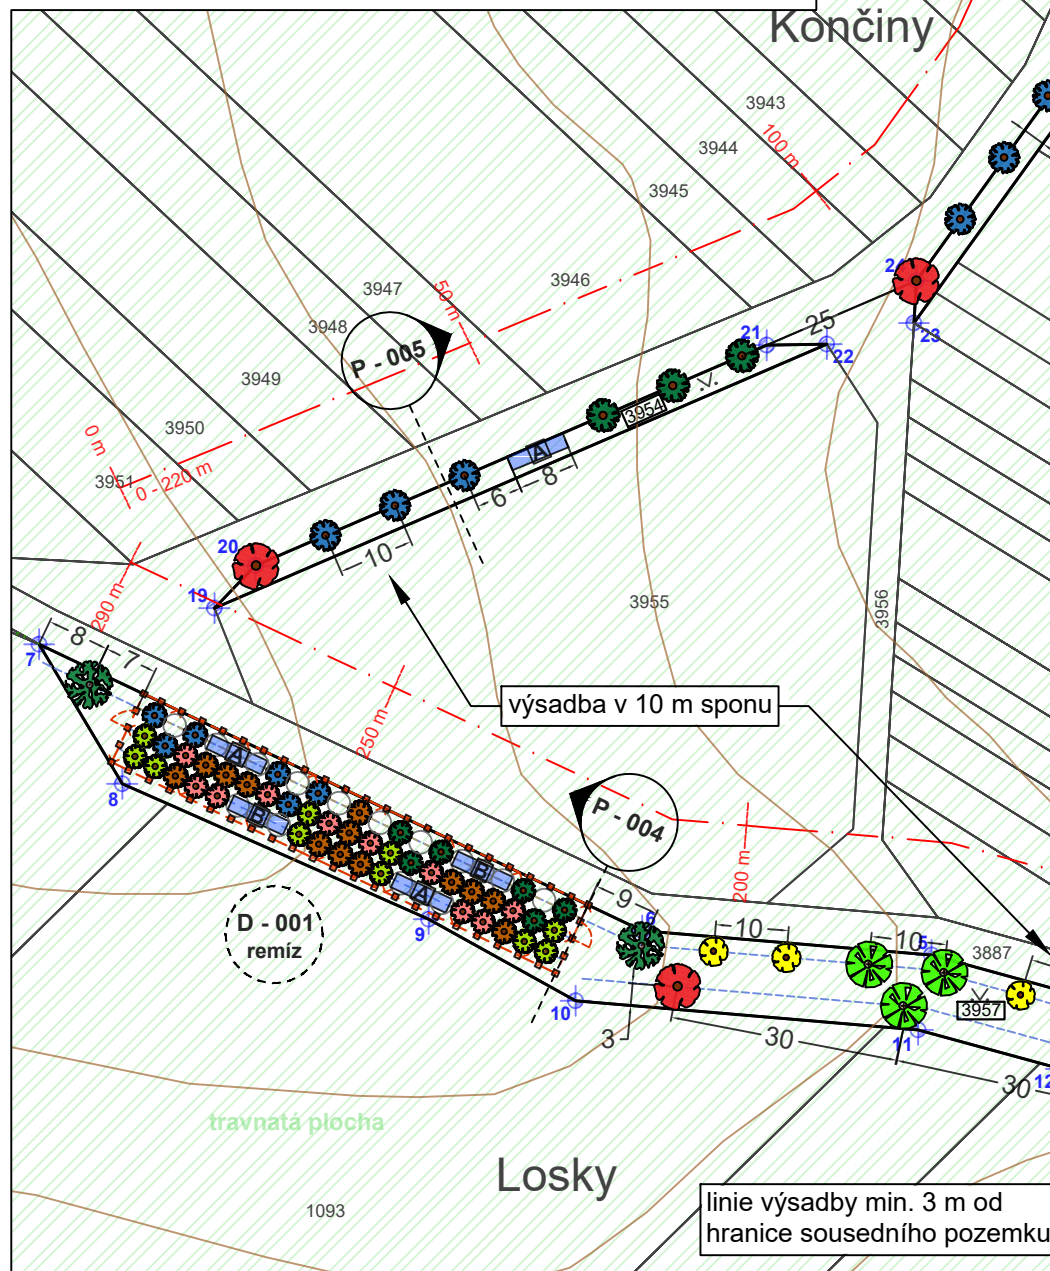 Končiny
3943
100 m
3944
3945
3946
3947
50 m
3948
P - 005
3949
3950
0 m
0 - 220 m
3951
24
23
25
21
22
3954
A
8
6
10
20
19
290 m
3955
3956
7
8
7
výsadba v 10 m sponu
250 m
A
B
8
P - 004
200 m
B
A
9
6
10
10
5
3887
D - 001
remíz
9
10
3957
3
30
11
30
12
travnatá plocha
Losky
1093
linie výsadby min. 3 m od
hranice sousedního pozemku